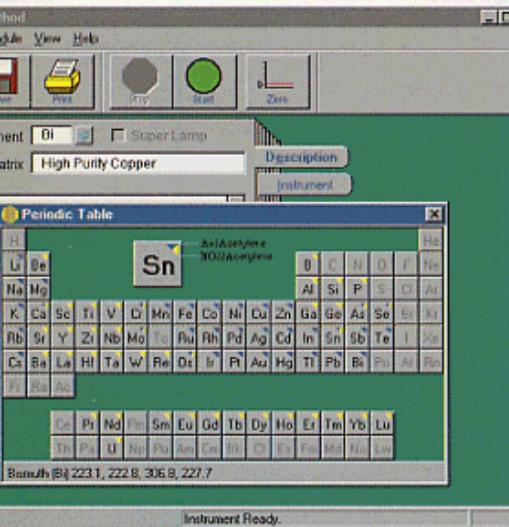 thod
dule View Help
ve Print Stop Start Zero
ment Bi Super Lamp
atrix High Purity Copper
Description
Instrument
Periodic Table
Air/Acetylene
N2O/Acetylene
Sn
H He
Li Be B C N O F Ne
Na Mg Al Si P S Cl Ar
K Ca Sc Ti V Cr Mn Fe Co Ni Cu Zn Ga Ge As Se Br Kr
Rb Sr Y Zr Nb Mo Tc Ru Rh Pd Ag Cd In Sn Sb Te I Xe
Cs Ba La Hf Ta W Re Os Ir Pt Au Hg Tl Pb Bi Po At Rn
Fr Ra Ac
Ce Pr Nd Pm Sm Eu Gd Tb Dy Ho Er Tm Yb Lu
Th Pa U Np Pu Am Cm Bk Cf Es Fm Md No Lw
Bismuth (Bi) 223.1, 222.8, 306.8, 227.7
Instrument Ready.